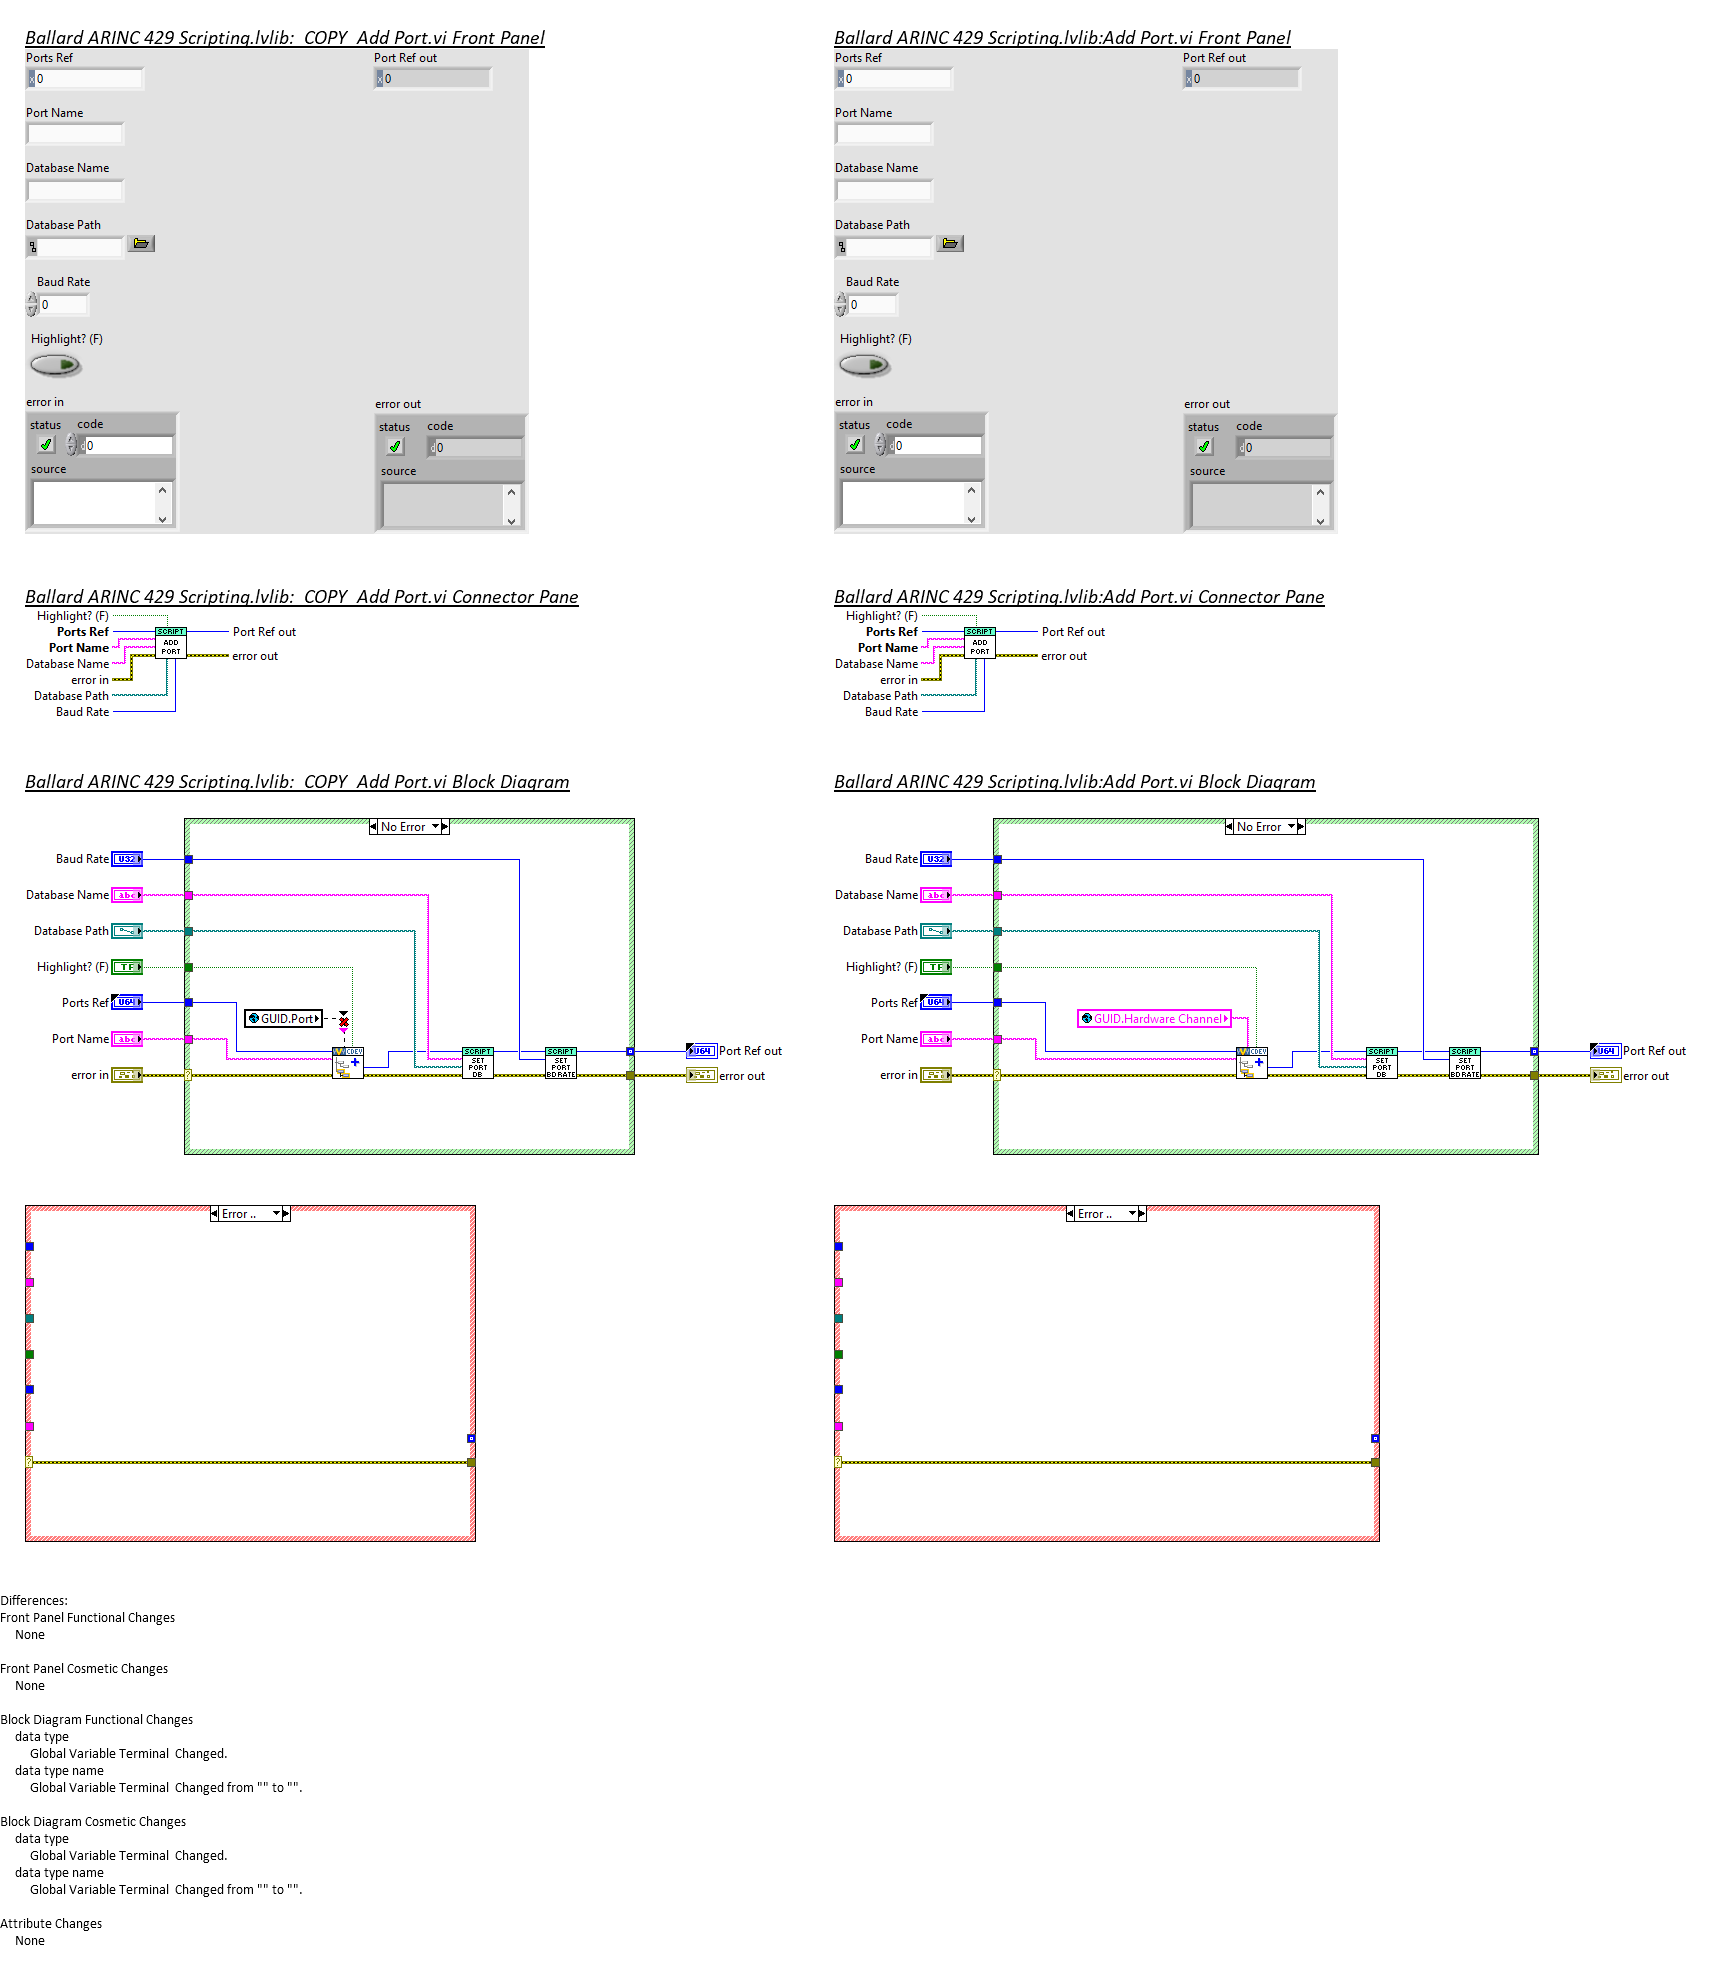 Ballard ARINC 429 Scripting.lvlib:_COPY_Add Port.vi Front Panel
Ports Ref
x 0
Port Ref out
x 0
Port Name
Database Name
Database Path
Baud Rate
0
Highlight? (F)
error in
status code
d 0
source
error out
status code
d 0
source
Ballard ARINC 429 Scripting.lvlib:Add Port.vi Front Panel
Ports Ref
x 0
Port Ref out
x 0
Port Name
Database Name
Database Path
Baud Rate
0
Highlight? (F)
error in
status code
d 0
source
error out
status code
d 0
source
Ballard ARINC 429 Scripting.lvlib:_COPY_Add Port.vi Connector Pane
Highlight? (F)
Ports Ref
Port Name
Database Name
error in
Database Path
Baud Rate
SCRIPT
ADD
PORT
Port Ref out
error out
Ballard ARINC 429 Scripting.lvlib:Add Port.vi Connector Pane
Highlight? (F)
Ports Ref
Port Name
Database Name
error in
Database Path
Baud Rate
SCRIPT
ADD
PORT
Port Ref out
error out
Ballard ARINC 429 Scripting.lvlib:_COPY_Add Port.vi Block Diagram
No Error
Baud Rate U32
Database Name abc
Database Path
Highlight? (F) TF
Ports Ref U64
GUID.Port
Port Name abc
error in
?
CDEV
SCRIPT
SET
PORT
DB
SCRIPT
SET
PORT
BDRATE
U64 Port Ref out
error out
Error ..
?
Ballard ARINC 429 Scripting.lvlib:Add Port.vi Block Diagram
No Error
Baud Rate U32
Database Name abc
Database Path
Highlight? (F) TF
Ports Ref U64
GUID.Hardware Channel
Port Name abc
error in
?
CDEV
SCRIPT
SET
PORT
DB
SCRIPT
SET
PORT
BDRATE
U64 Port Ref out
error out
Error ..
?
Differences:
Front Panel Functional Changes
None
Front Panel Cosmetic Changes
None
Block Diagram Functional Changes
data type
Global Variable Terminal  Changed.
data type name
Global Variable Terminal  Changed from "" to "".
Block Diagram Cosmetic Changes
data type
Global Variable Terminal  Changed.
data type name
Global Variable Terminal  Changed from "" to "".
Attribute Changes
None